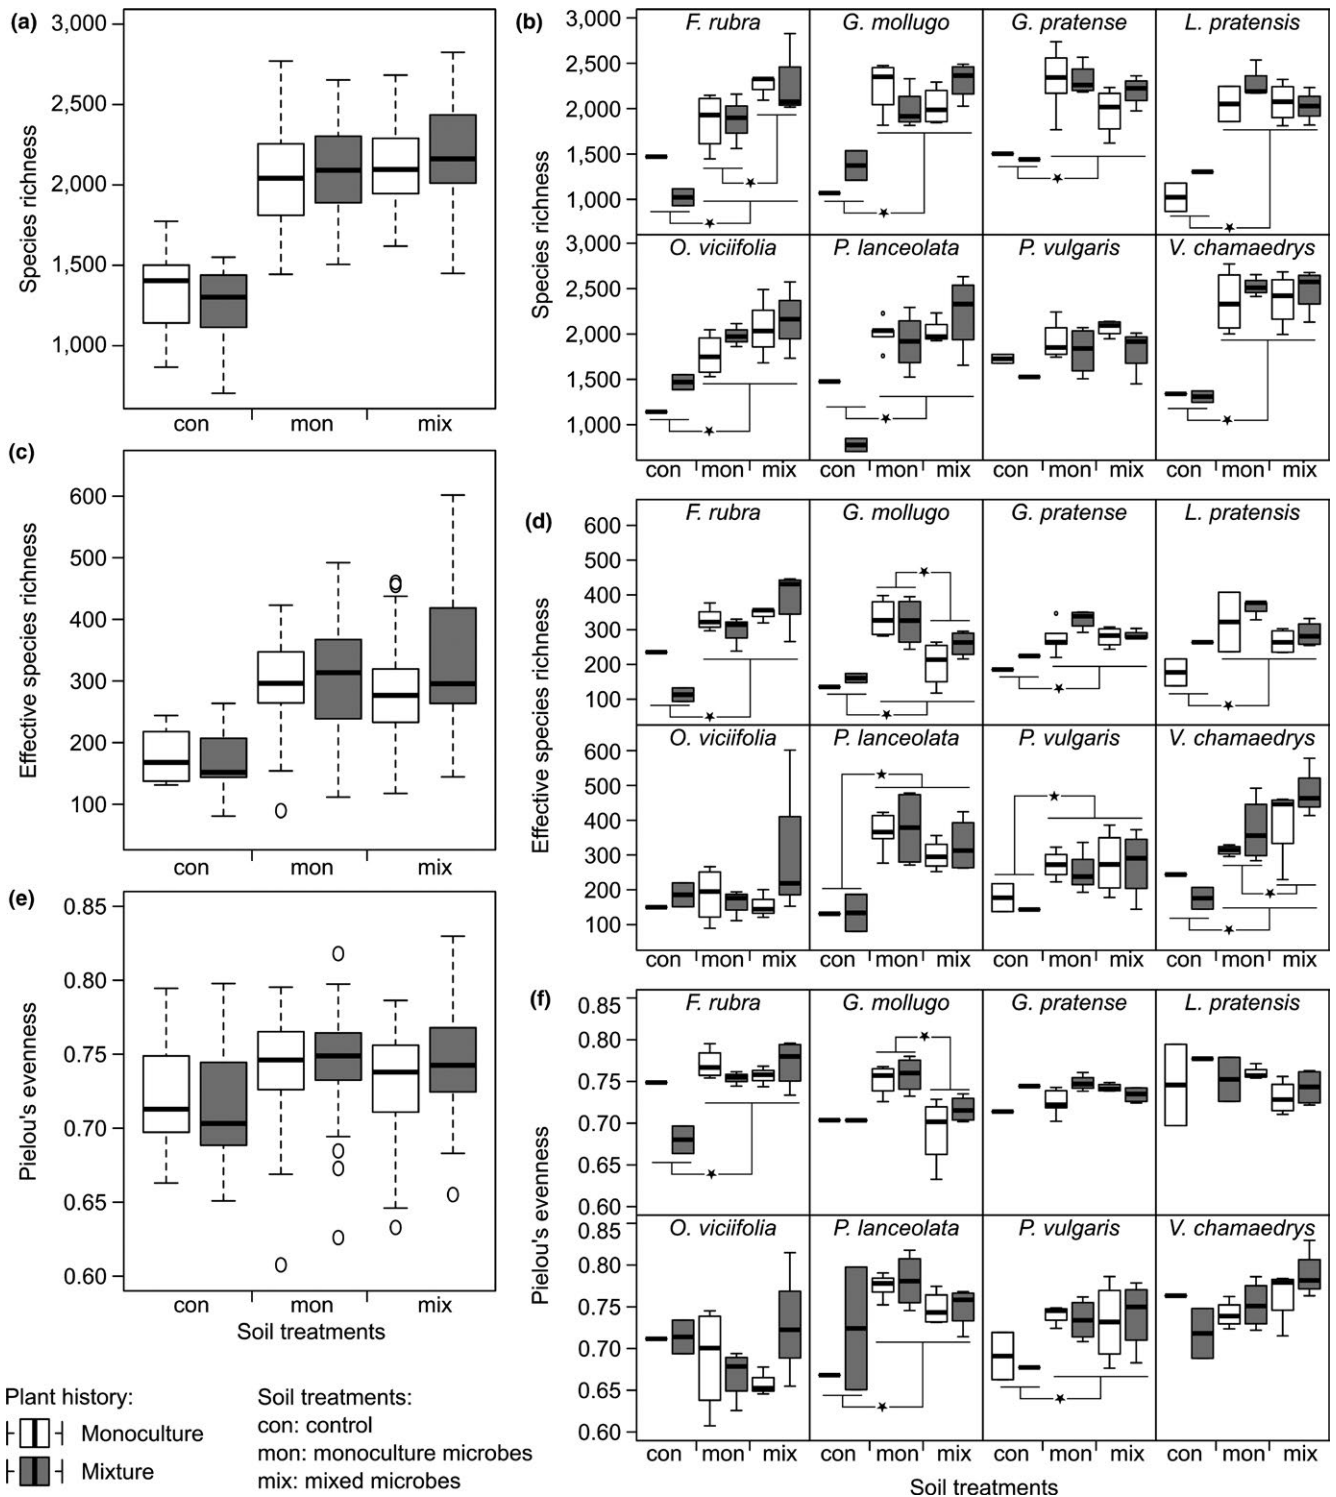 (a)
3,000
2,500
2,000
1,500
1,000
Species richness
con mon mix
(b)
3,000
2,500
2,000
1,500
1,000
3,000
2,500
2,000
1,500
1,000
Species richness
F. rubra G. mollugo G. pratense L. pratensis
O. viciifolia P. lanceolata P. vulgaris V. chamaedrys
con mon mix con mon mix con mon mix con mon mix
(c)
600
500
400
300
200
100
Effective species richness
con mon mix
(d)
600
500
400
300
200
100
600
500
400
300
200
100
Effective species richness
F. rubra G. mollugo G. pratense L. pratensis
O. viciifolia P. lanceolata P. vulgaris V. chamaedrys
con mon mix con mon mix con mon mix con mon mix
(e)
0.85
0.80
0.75
0.70
0.65
0.60
Pielou's evenness
con mon mix
Soil treatments
(f)
0.85
0.80
0.75
0.70
0.65
0.60
0.85
0.80
0.75
0.70
0.65
0.60
Pielou's evenness
F. rubra G. mollugo G. pratense L. pratensis
O. viciifolia P. lanceolata P. vulgaris V. chamaedrys
con mon mix con mon mix con mon mix con mon mix
Soil treatments
Plant history:
Monoculture
Mixture
Soil treatments:
con: control
mon: monoculture microbes
mix: mixed microbes